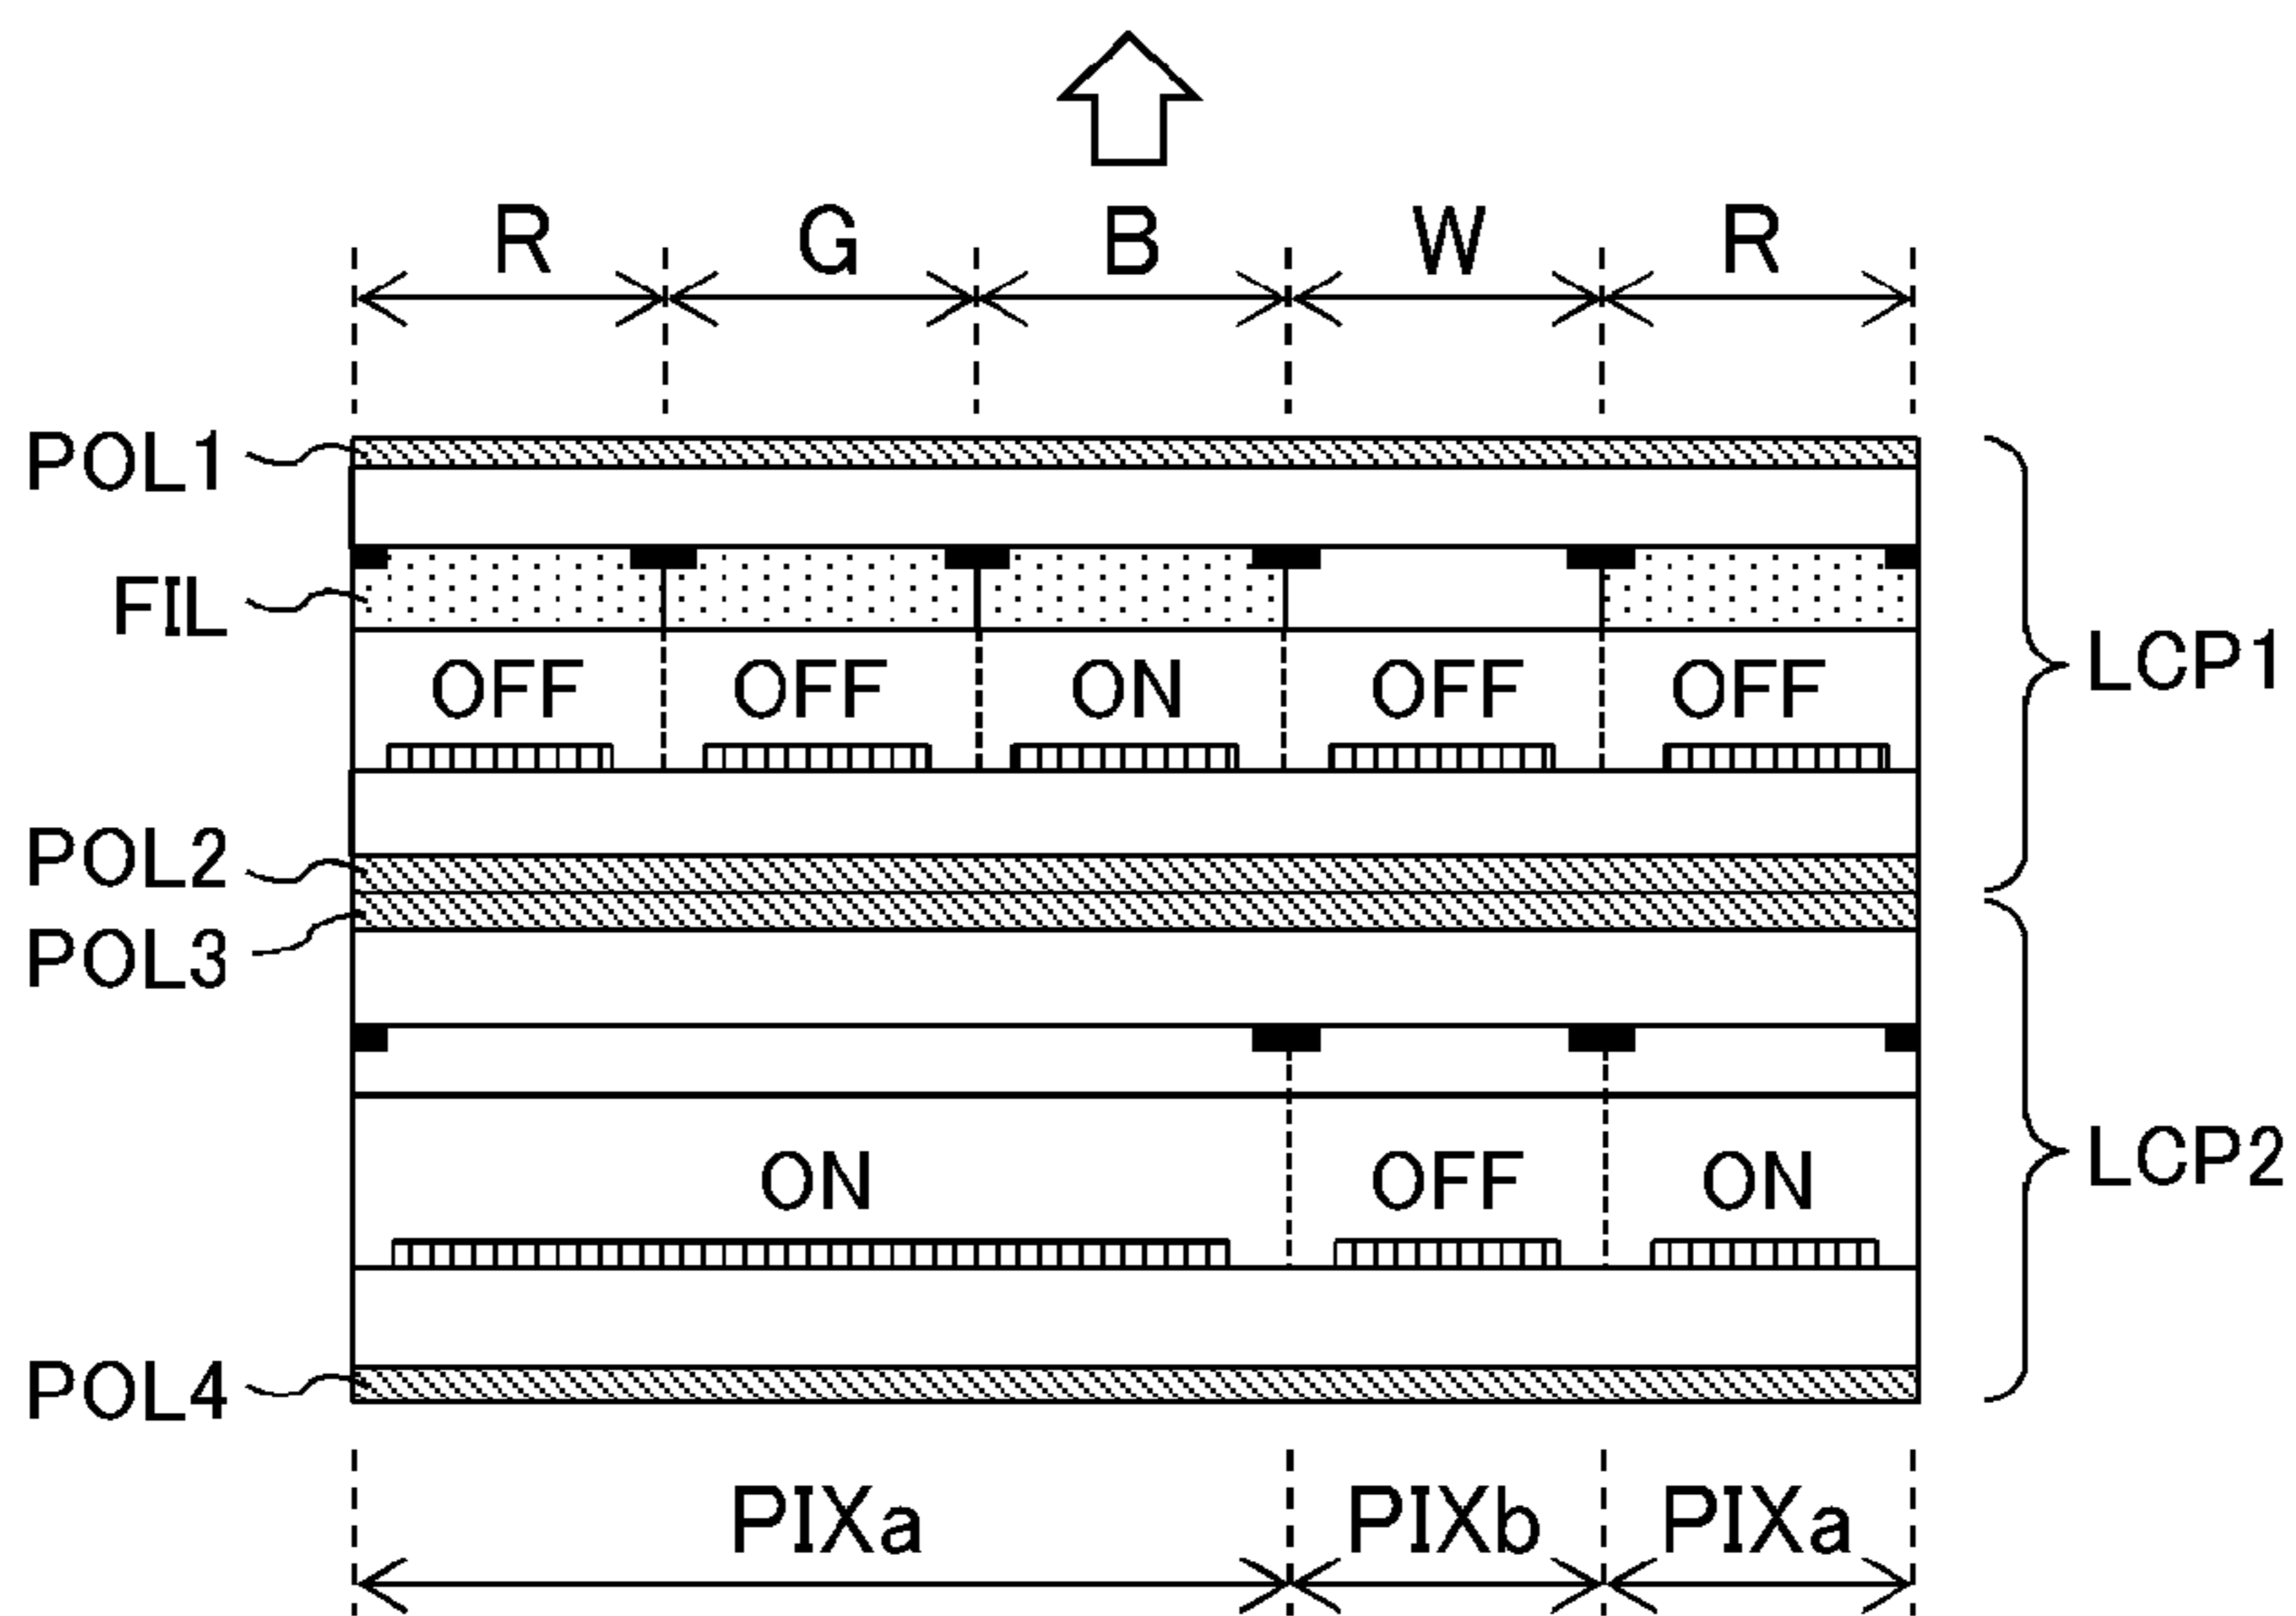 R G B W R
POL1
FIL
OFF OFF ON OFF OFF
LCP1
POL2
POL3
ON OFF ON
LCP2
POL4
PIXa PIXb PIXa